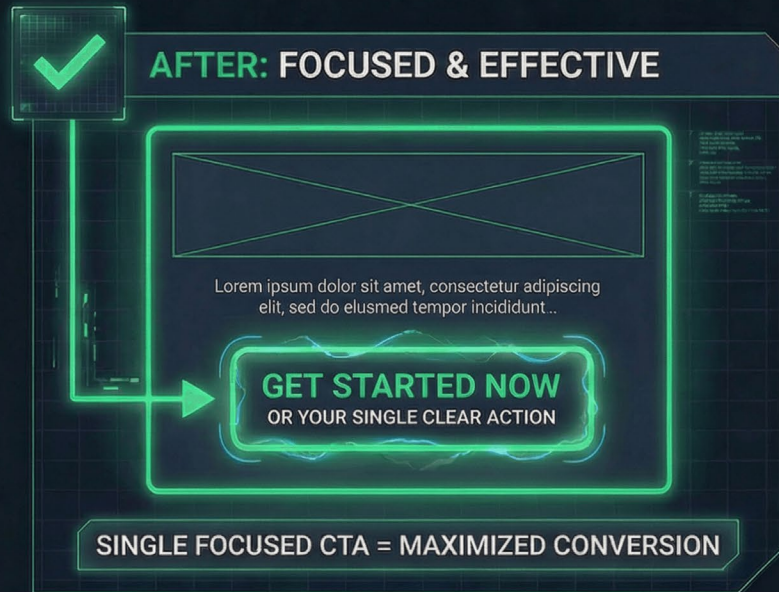 AFTER: FOCUSED & EFFECTIVE
Lorem ipsum dolor sit amet, consectetur adipiscing
elit, sed do elusmed tempor incididunt...
GET STARTED NOW
OR YOUR SINGLE CLEAR ACTION
SINGLE FOCUSED CTA = MAXIMIZED CONVERSION